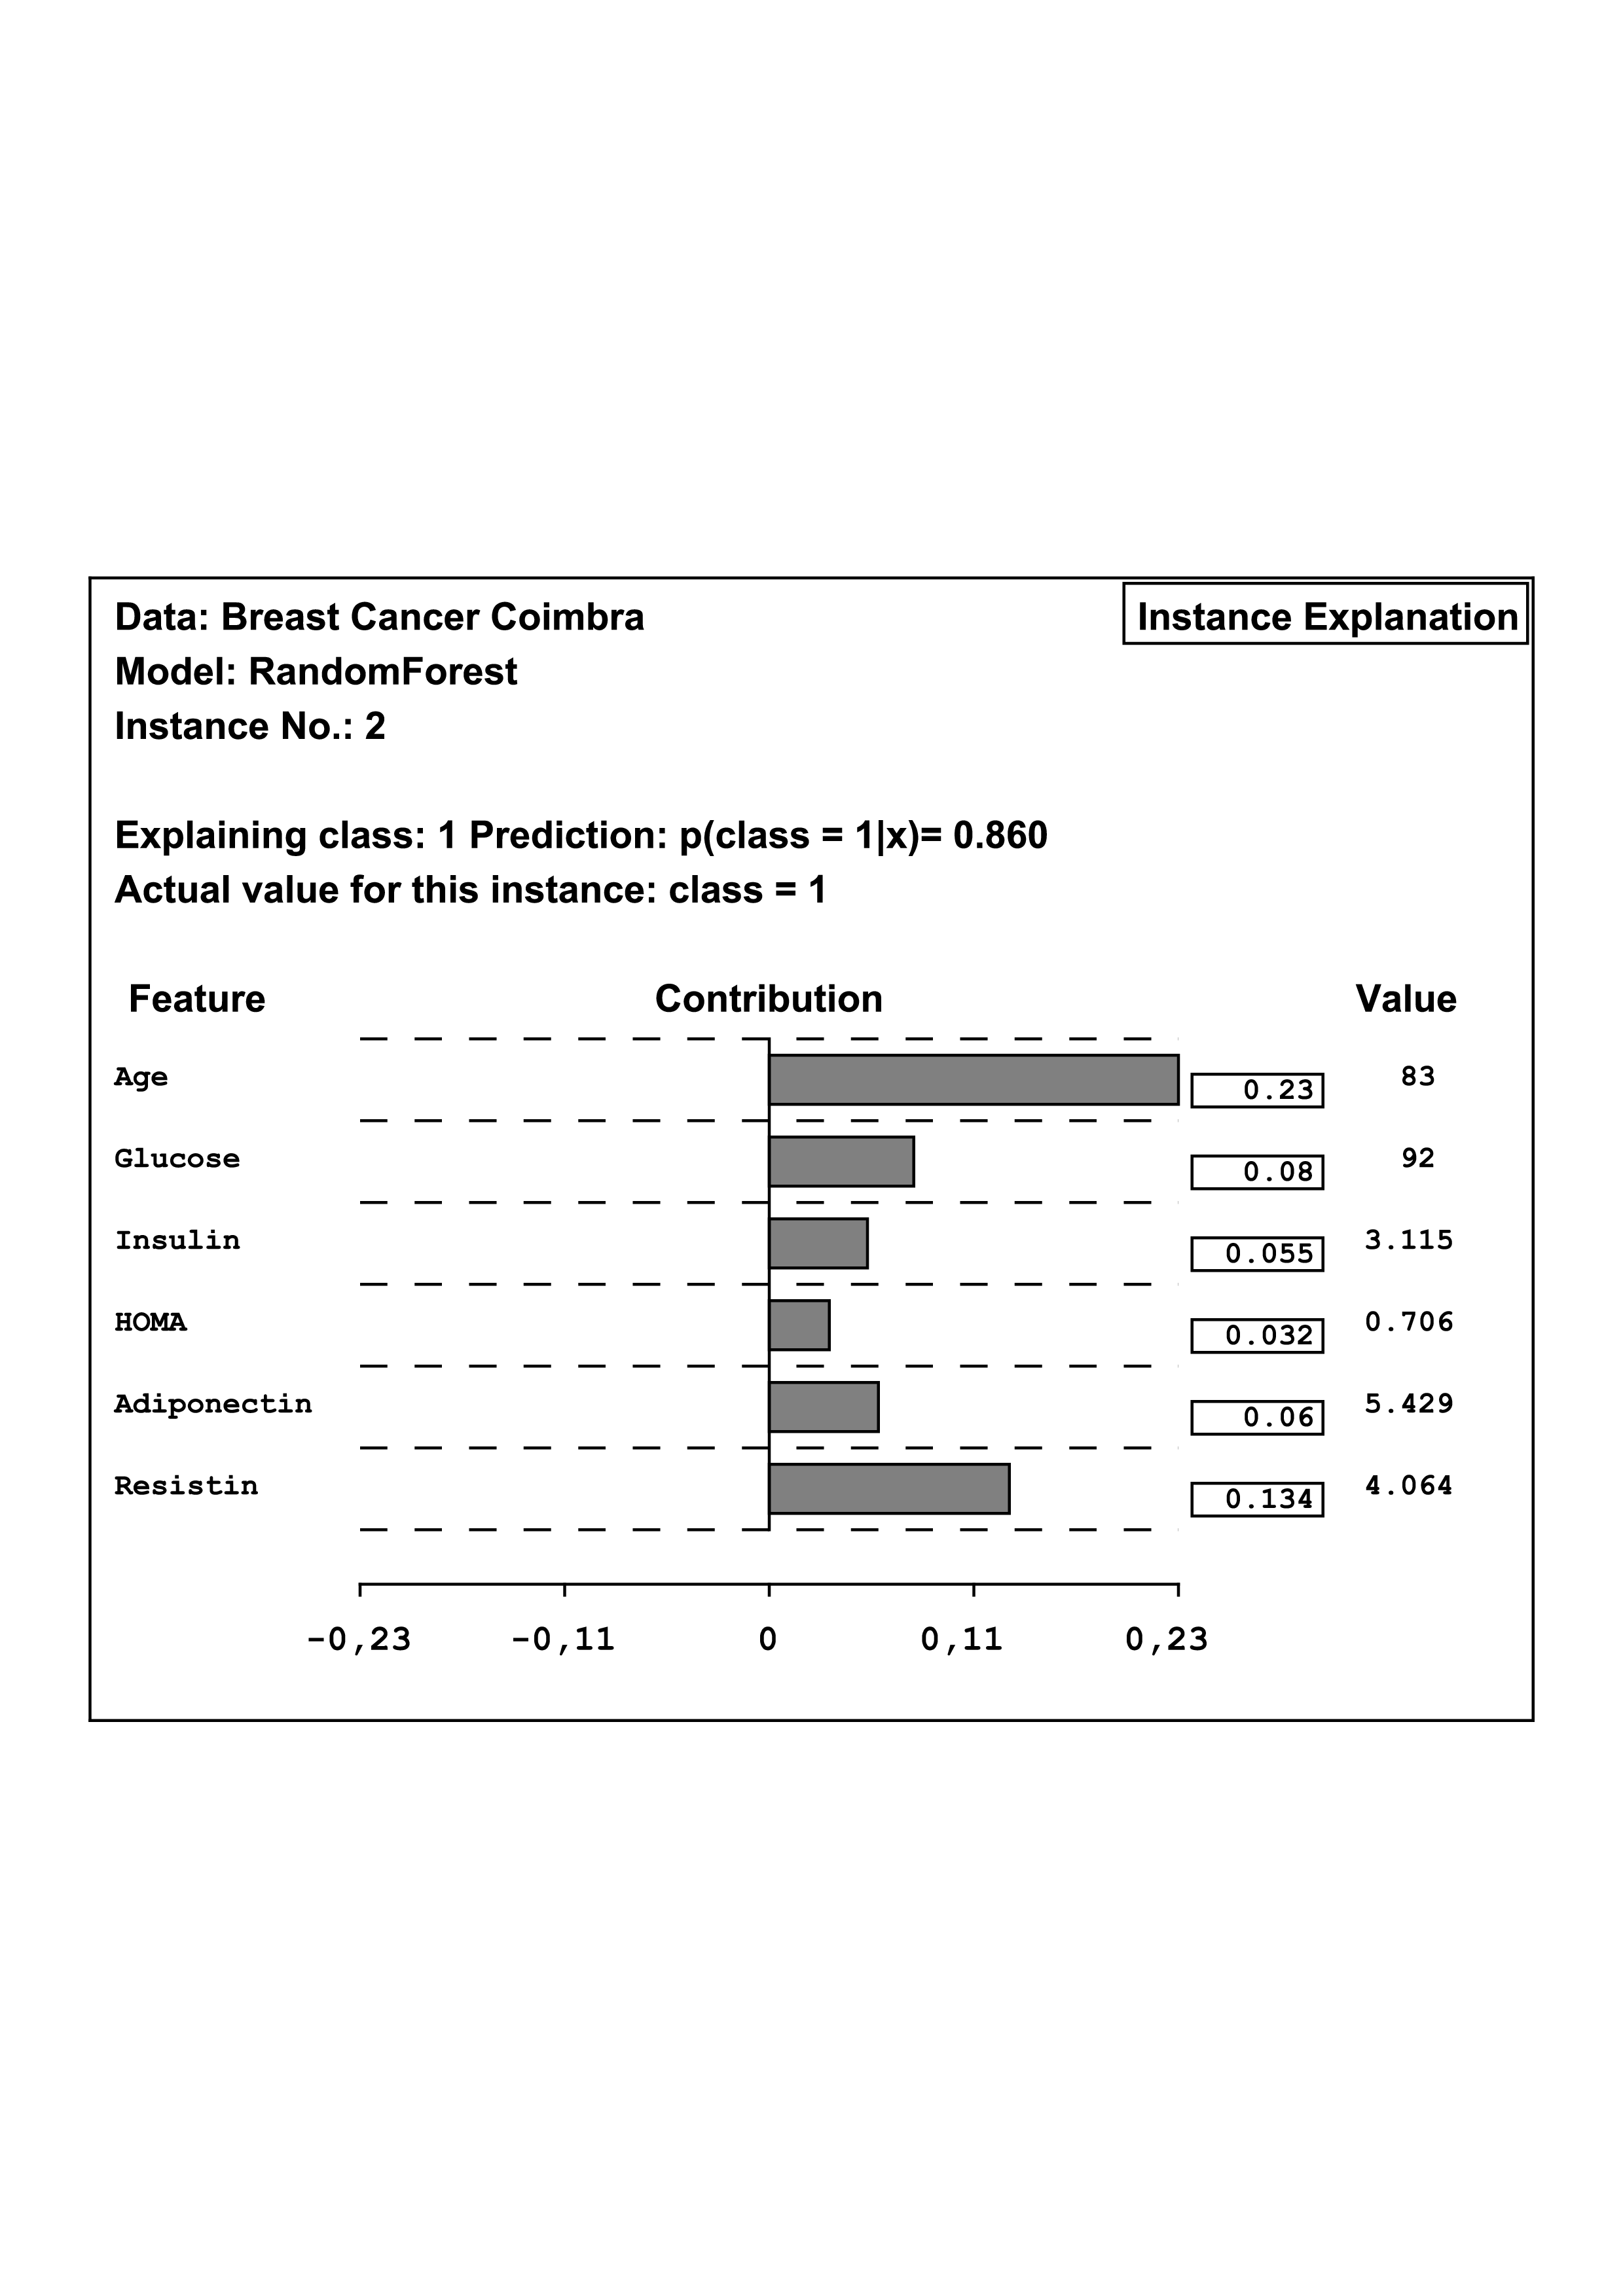 Data: Breast Cancer Coimbra
Instance Explanation
Model: RandomForest
Instance No.: 2
Explaining class: 1 Prediction: p(class = 1|x)= 0.860
Actual value for this instance: class = 1
Feature Contribution Value
Age 0.23 83
Glucose 0.08 92
Insulin 0.055 3.115
HOMA 0.032 0.706
Adiponectin 0.06 5.429
Resistin 0.134 4.064
-0,23 -0,11 0 0,11 0,23